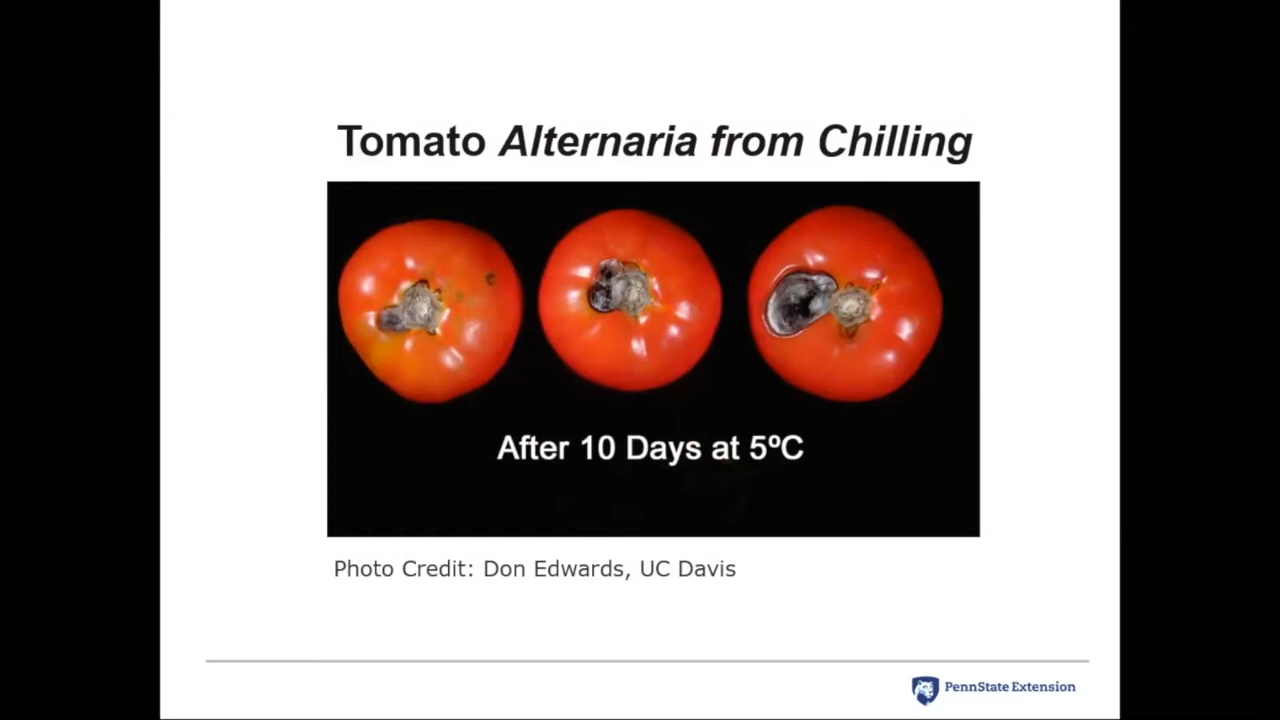 Tomato Alternaria from Chilling
After 10 Days at 5ºC
Photo Credit: Don Edwards, UC Davis
PennState Extension